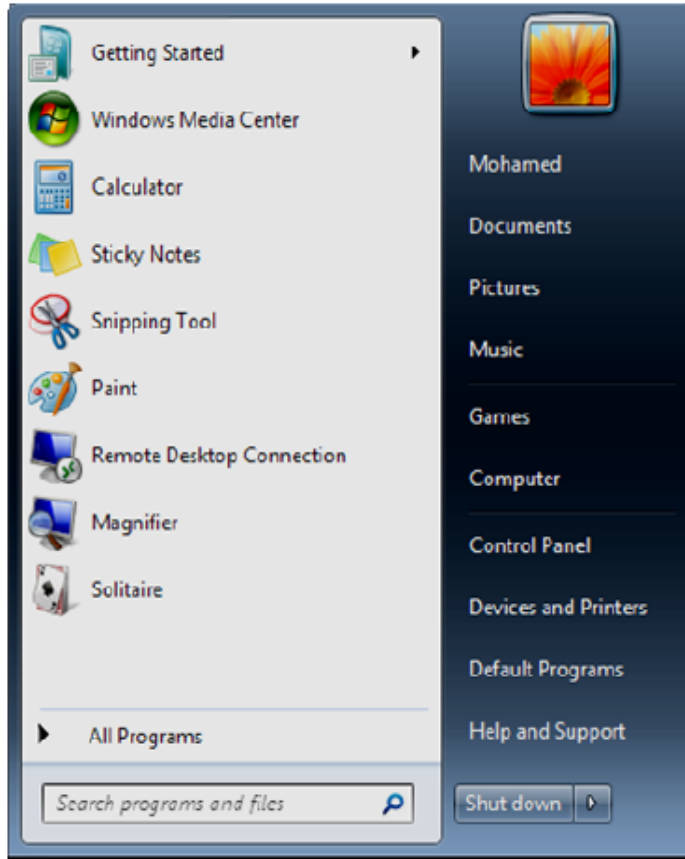 Getting Started
Windows Media Center
Calculator
Sticky Notes
Snipping Tool
Paint
Remote Desktop Connection
Magnifier
Solitaire
All Programs
Search programs and files
Mohamed
Documents
Pictures
Music
Games
Computer
Control Panel
Devices and Printers
Default Programs
Help and Support
Shut down